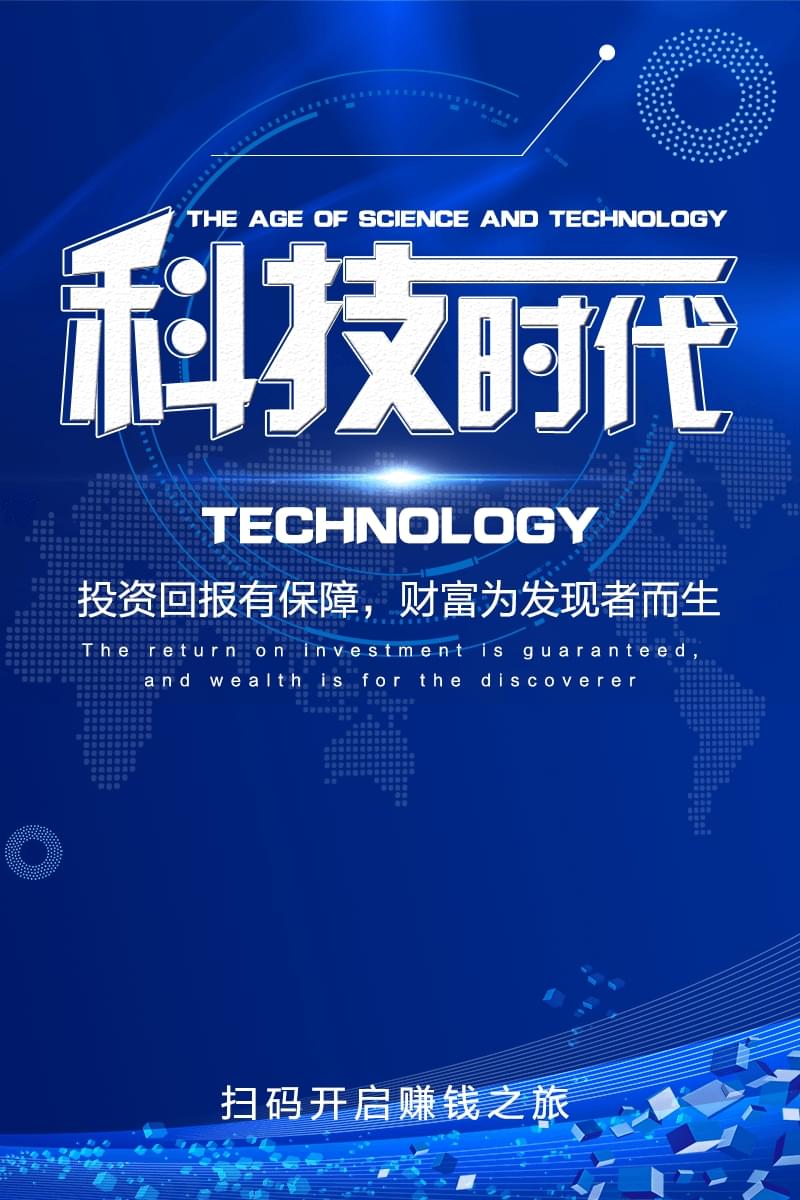 THE AGE OF SCIENCE AND TECHNOLOGY
科技时代
TECHNOLOGY
投资回报有保障，财富为发现者而生
The return on investment is guaranteed,
and wealth is for the discoverer
扫码开启赚钱之旅